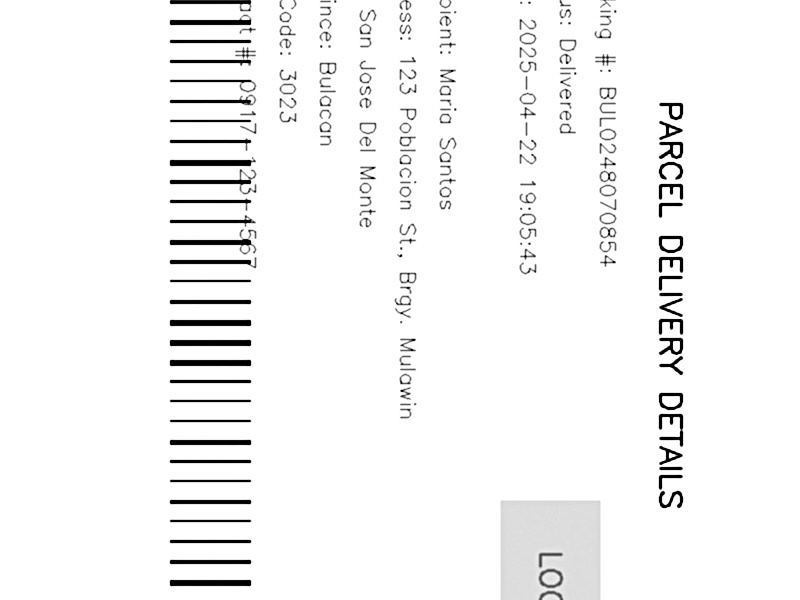 PARCEL DELIVERY DETAILS
king #: BUL0248070854
us: Delivered
: 2025-04-22 19:05:43
LOG
pient: Maria Santos
ess: 123 Poblacion St., Brgy. Mulawin
San Jose Del Monte
ince: Bulacan
Code: 3023
act #: 0917-123-4567